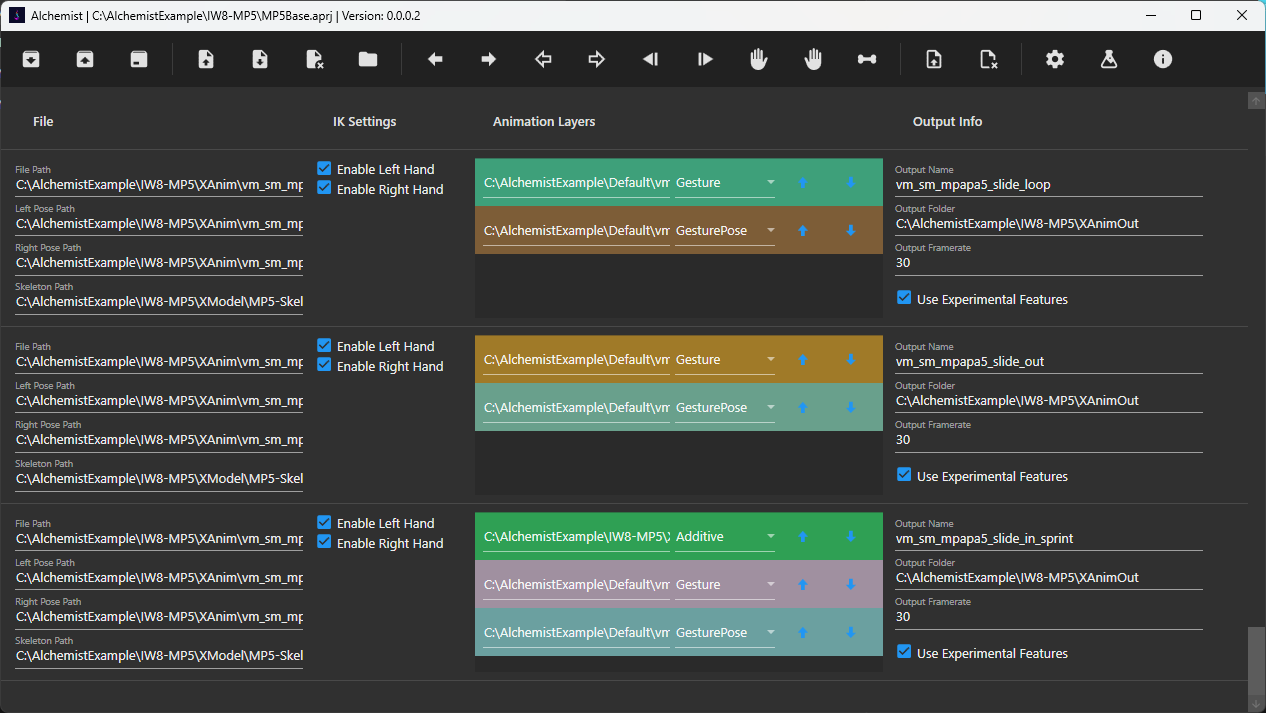 Alchemist | C:\AlchemistExample\IW8-MP5\MP5Base.aprj | Version: 0.0.0.2
File
IK Settings
Animation Layers
Output Info
File Path
C:\AlchemistExample\IW8-MP5\XAnim\vm_sm_mp
Left Pose Path
C:\AlchemistExample\IW8-MP5\XAnim\vm_sm_mp
Right Pose Path
C:\AlchemistExample\IW8-MP5\XAnim\vm_sm_mp
Skeleton Path
C:\AlchemistExample\IW8-MP5\XModel\MP5-Skel
Enable Left Hand
Enable Right Hand
C:\AlchemistExample\Default\vm Gesture
C:\AlchemistExample\Default\vm GesturePose
Output Name
vm_sm_mpapa5_slide_loop
Output Folder
C:\AlchemistExample\IW8-MP5\XAnimOut
Output Framerate
30
Use Experimental Features
File Path
C:\AlchemistExample\IW8-MP5\XAnim\vm_sm_mp
Left Pose Path
C:\AlchemistExample\IW8-MP5\XAnim\vm_sm_mp
Right Pose Path
C:\AlchemistExample\IW8-MP5\XAnim\vm_sm_mp
Skeleton Path
C:\AlchemistExample\IW8-MP5\XModel\MP5-Skel
Enable Left Hand
Enable Right Hand
C:\AlchemistExample\Default\vm Gesture
C:\AlchemistExample\Default\vm GesturePose
Output Name
vm_sm_mpapa5_slide_out
Output Folder
C:\AlchemistExample\IW8-MP5\XAnimOut
Output Framerate
30
Use Experimental Features
File Path
C:\AlchemistExample\IW8-MP5\XAnim\vm_sm_mp
Left Pose Path
C:\AlchemistExample\IW8-MP5\XAnim\vm_sm_mp
Right Pose Path
C:\AlchemistExample\IW8-MP5\XAnim\vm_sm_mp
Skeleton Path
C:\AlchemistExample\IW8-MP5\XModel\MP5-Skel
Enable Left Hand
Enable Right Hand
C:\AlchemistExample\IW8-MP5\ Additive
C:\AlchemistExample\Default\vm Gesture
C:\AlchemistExample\Default\vm GesturePose
Output Name
vm_sm_mpapa5_slide_in_sprint
Output Folder
C:\AlchemistExample\IW8-MP5\XAnimOut
Output Framerate
30
Use Experimental Features